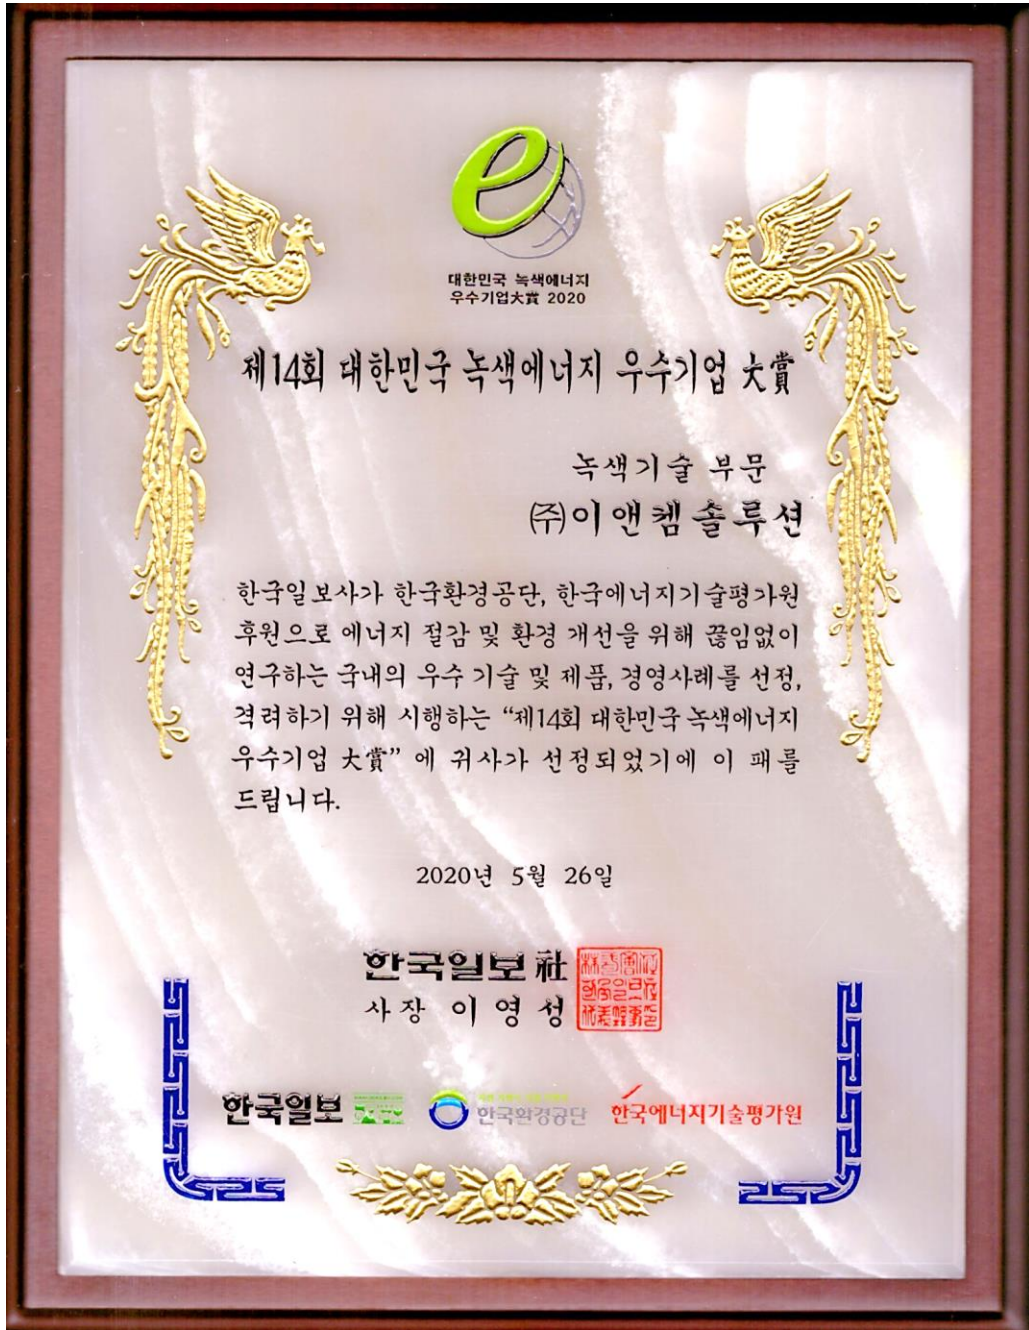 대한민국 녹색에너지
우수기업大賞 2020
제14회 대한민국 녹색에너지 우수기업 大賞
녹색기술 부문
㈜이앤켐솔루션
한국일보사가 한국환경공단, 한국에너지기술평가원
후원으로 에너지 절감 및 환경 개선을 위해 끊임없이
연구하는 국내의 우수 기술 및 제품, 경영사례를 선정,
격려하기 위해 시행하는 “제14회 대한민국 녹색에너지
우수기업 大賞” 에 귀사가 선정되었기에 이 패를
드립니다.
2020년 5월 26일
한국일보社
사장 이영성
한국일보
한국환경공단
한국에너지기술평가원